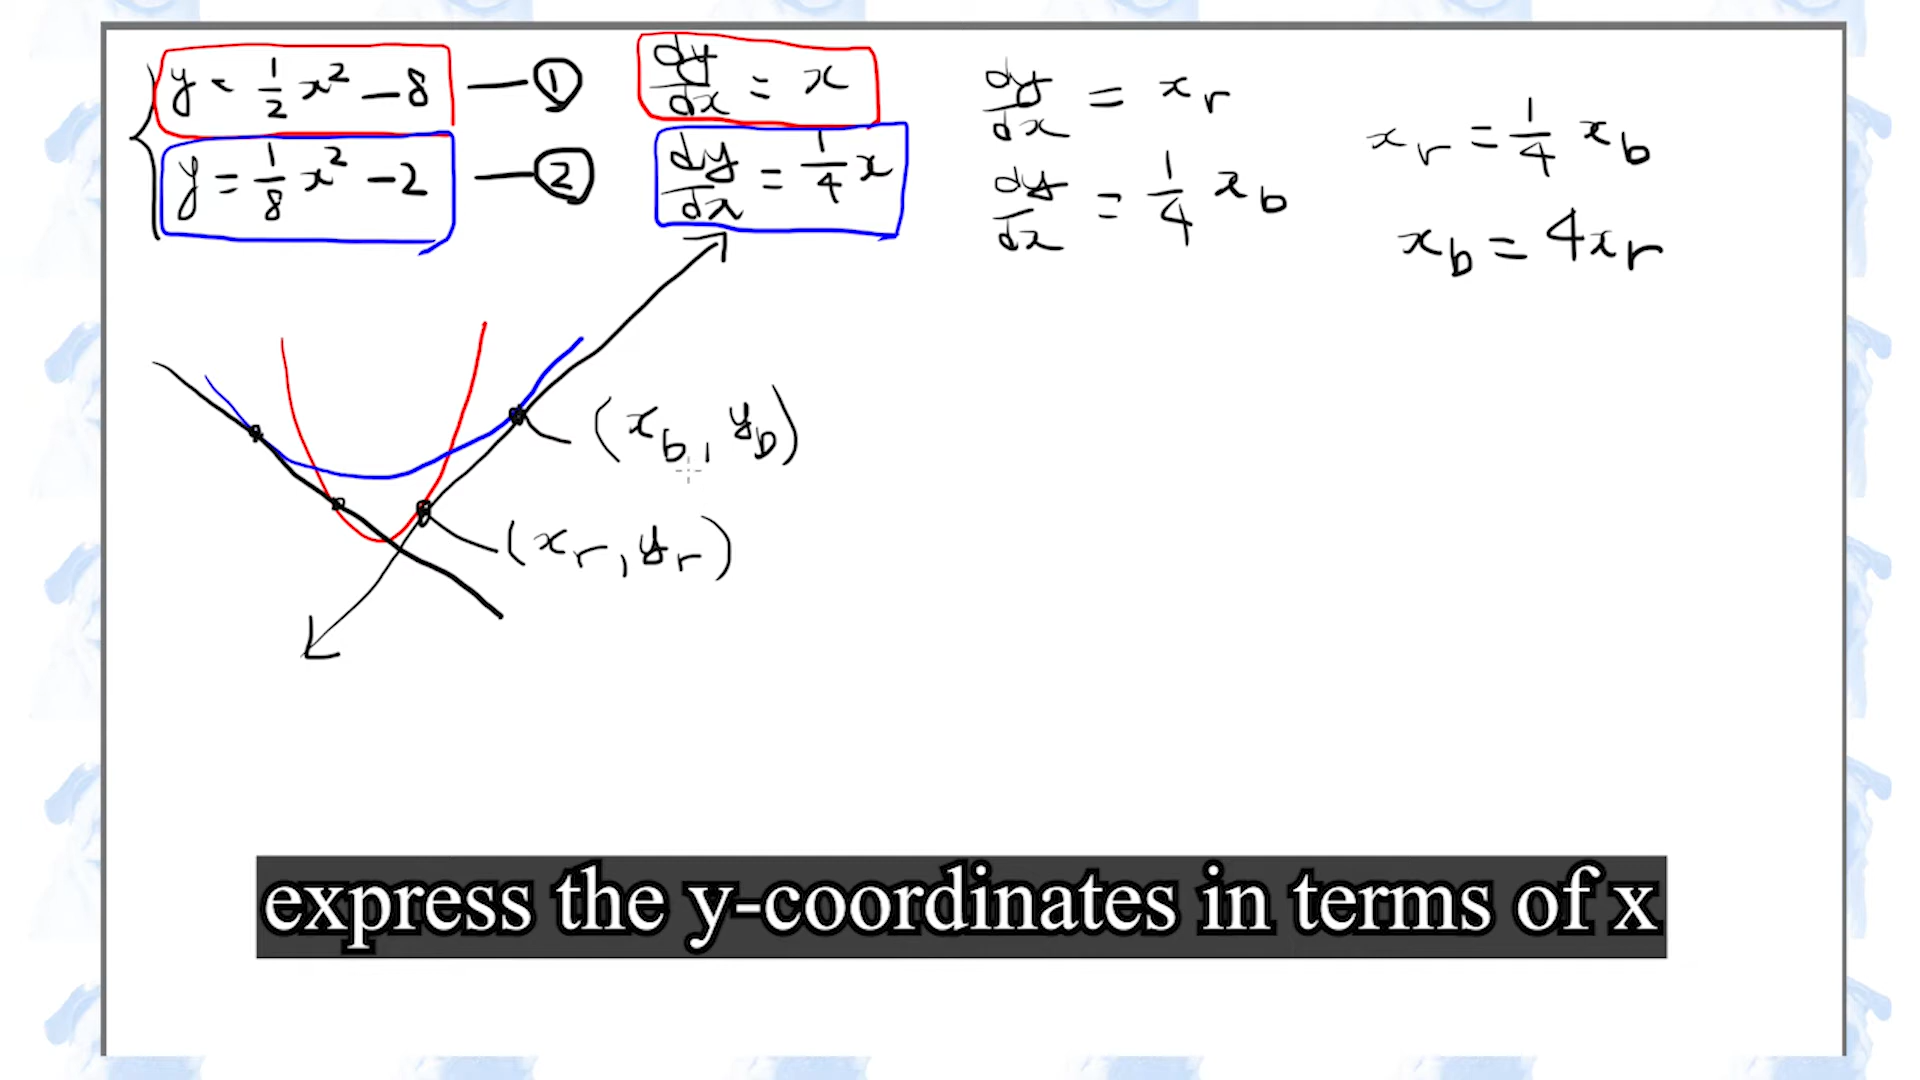 y = 1/2 x² - 8 — ①
dy/dx = x
dy/dx = x_r
x_r = 1/4 x_b
y = 1/8 x² - 2 — ②
dy/dx = 1/4 x
dy/dx = 1/4 x_b
x_b = 4x_r
(x_b, y_b)
(x_r, y_r)
express the y-coordinates in terms of x